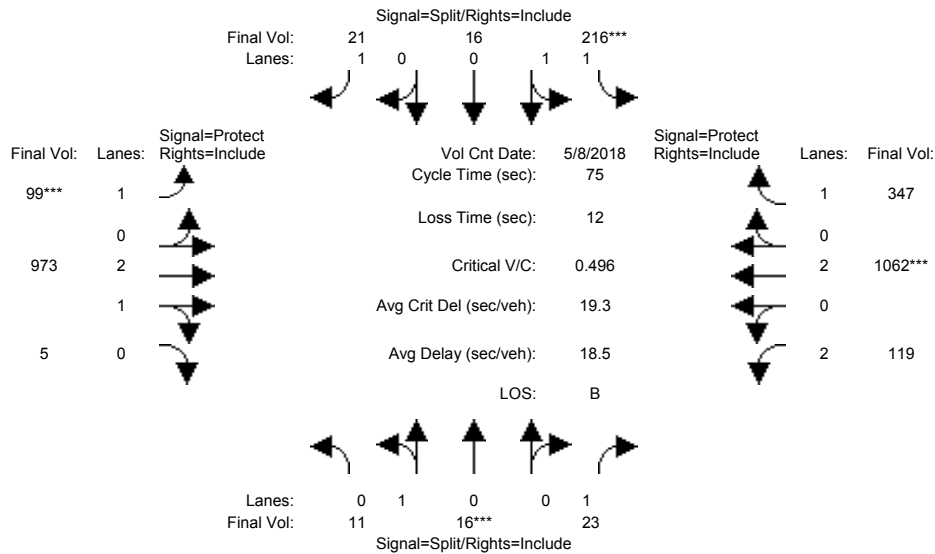 Signal=Split/Rights=Include
Final Vol: 21 16 216***
Lanes: 1 0 0 1 1
Signal=Protect
Final Vol: Lanes: Rights=Include
Vol Cnt Date: 5/8/2018
Signal=Protect
Rights=Include Lanes: Final Vol:
Cycle Time (sec): 75
99*** 1
1 347
Loss Time (sec): 12
0
0
973 2
Critical V/C: 0.496
2 1062***
1
Avg Crit Del (sec/veh): 19.3
0
5 0
Avg Delay (sec/veh): 18.5
2 119
LOS: B
Lanes: 0 1 0 0 1
Final Vol: 11 16*** 23
Signal=Split/Rights=Include